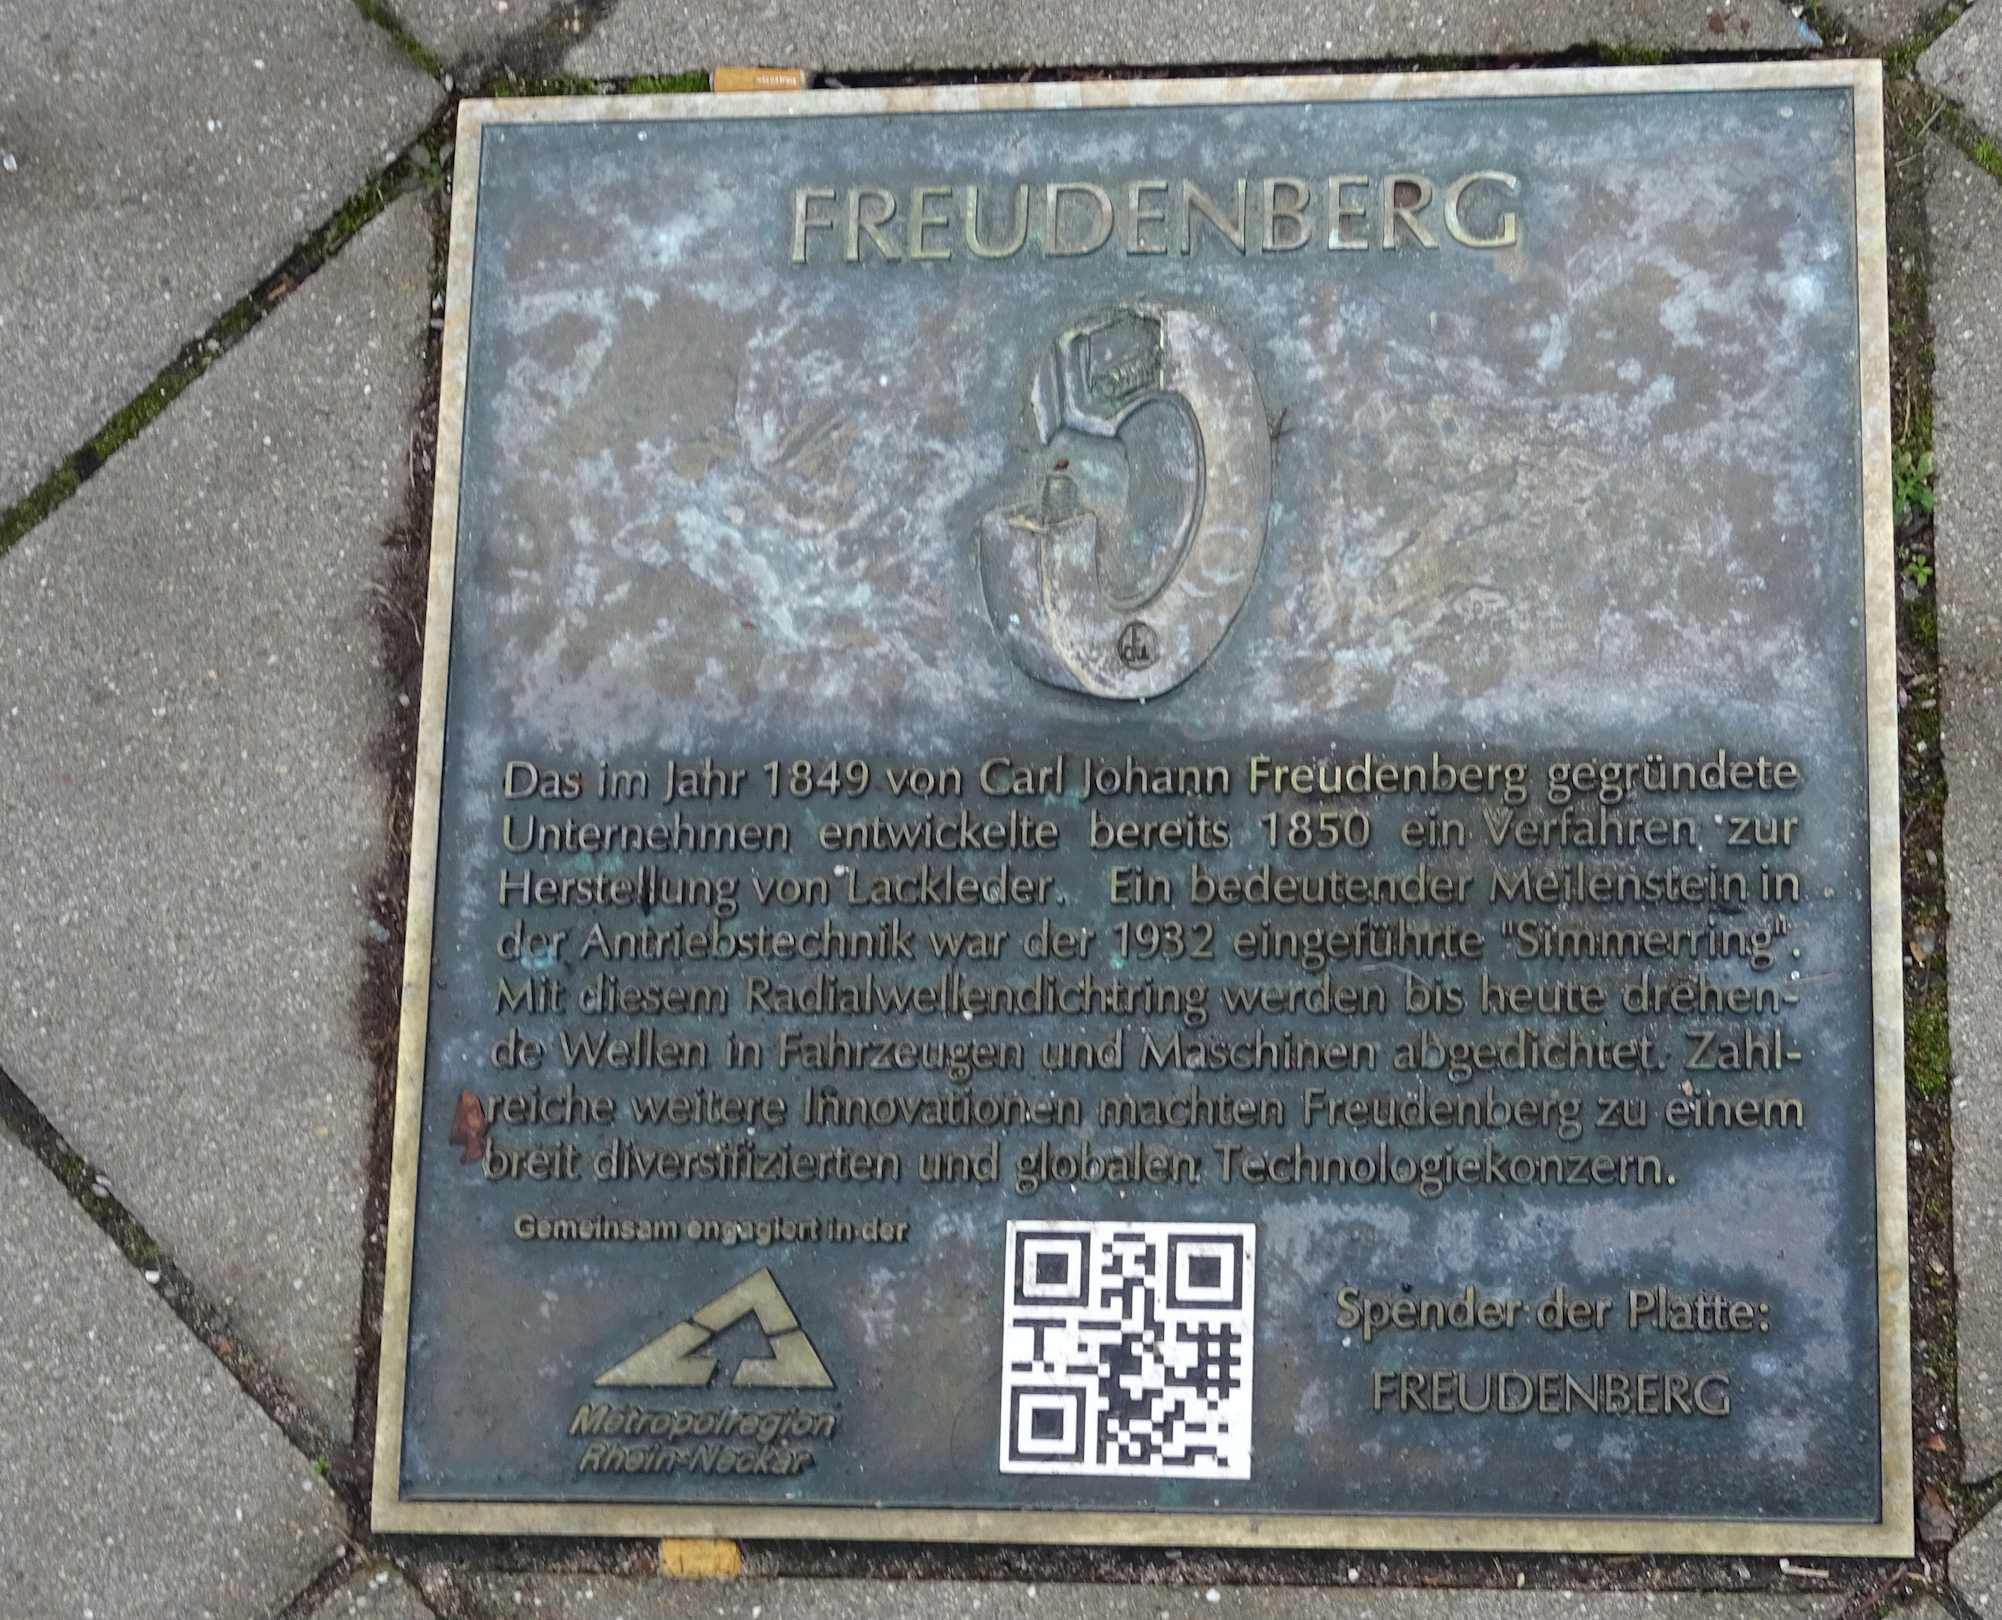 FREUDENBERG
Das im Jahr 1849 von Carl Johann Freudenberg gegründete
Unternehmen entwickelte bereits 1850 ein Verfahren zur
Herstellung von Lackleder. Ein bedeutender Meilenstein in
der Antriebstechnik war der 1932 eingeführte "Simmerring".
Mit diesem Radialwellendichtring werden bis heute drehen-
de Wellen in Fahrzeugen und Maschinen abgedichtet. Zahl-
reiche weitere Innovationen machten Freudenberg zu einem
breit diversifizierten und globalen Technologiekonzern.
Gemeinsam engagiert in der
Metropolregion
Rhein-Neckar
Spender der Platte:
FREUDENBERG